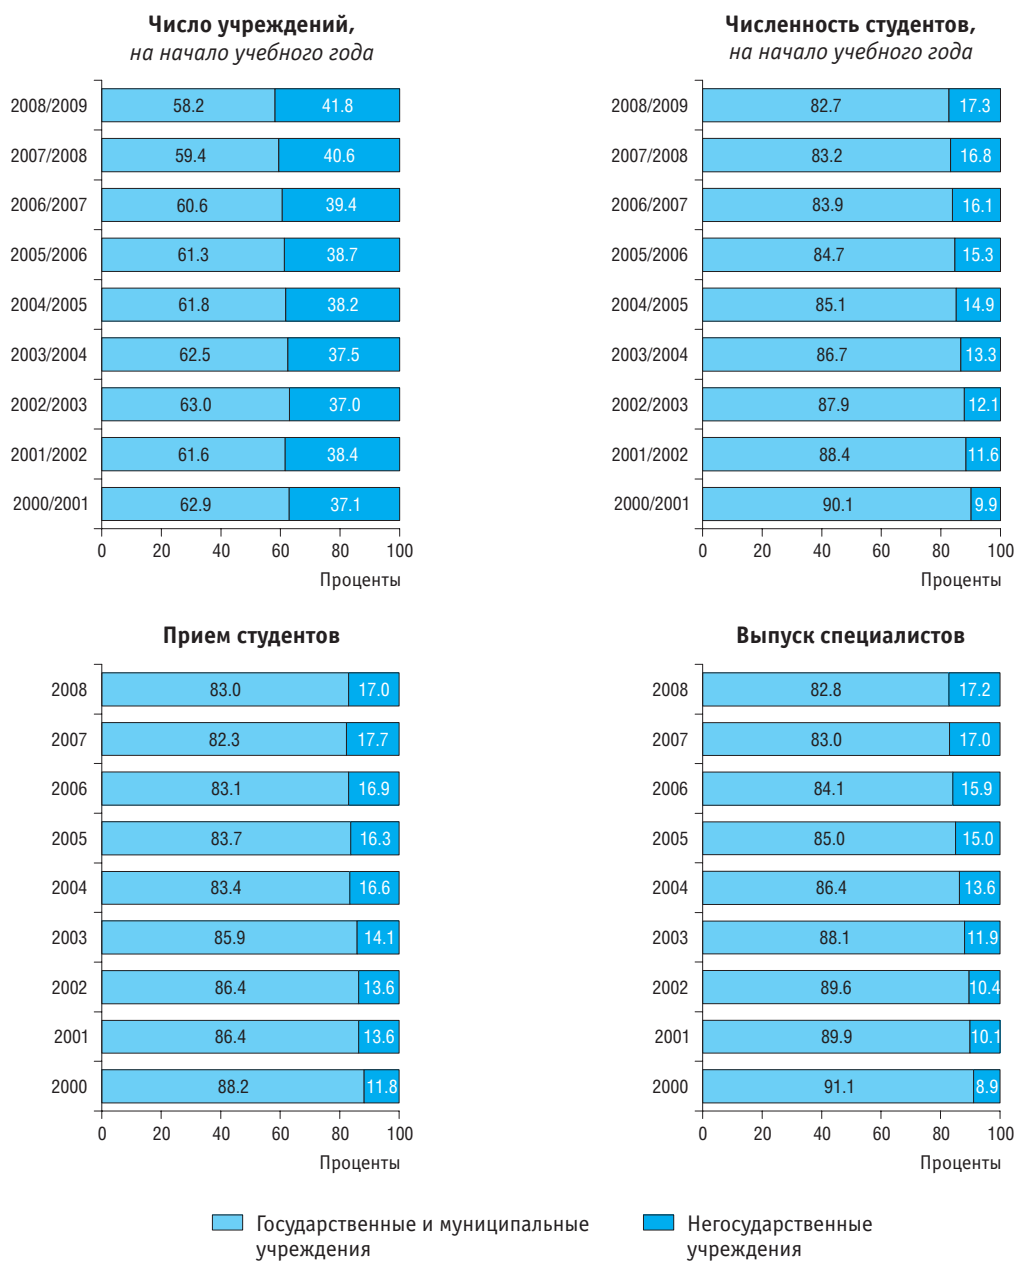 Число учреждений,
на начало учебного года
2008/2009 58.2 41.8
2007/2008 59.4 40.6
2006/2007 60.6 39.4
2005/2006 61.3 38.7
2004/2005 61.8 38.2
2003/2004 62.5 37.5
2002/2003 63.0 37.0
2001/2002 61.6 38.4
2000/2001 62.9 37.1
0 20 40 60 80 100
Проценты
Численность студентов,
на начало учебного года
2008/2009 82.7 17.3
2007/2008 83.2 16.8
2006/2007 83.9 16.1
2005/2006 84.7 15.3
2004/2005 85.1 14.9
2003/2004 86.7 13.3
2002/2003 87.9 12.1
2001/2002 88.4 11.6
2000/2001 90.1 9.9
0 20 40 60 80 100
Проценты
Прием студентов
2008 83.0 17.0
2007 82.3 17.7
2006 83.1 16.9
2005 83.7 16.3
2004 83.4 16.6
2003 85.9 14.1
2002 86.4 13.6
2001 86.4 13.6
2000 88.2 11.8
0 20 40 60 80 100
Проценты
Выпуск специалистов
2008 82.8 17.2
2007 83.0 17.0
2006 84.1 15.9
2005 85.0 15.0
2004 86.4 13.6
2003 88.1 11.9
2002 89.6 10.4
2001 89.9 10.1
2000 91.1 8.9
0 20 40 60 80 100
Проценты
Государственные и муниципальные
учреждения
Негосударственные
учреждения